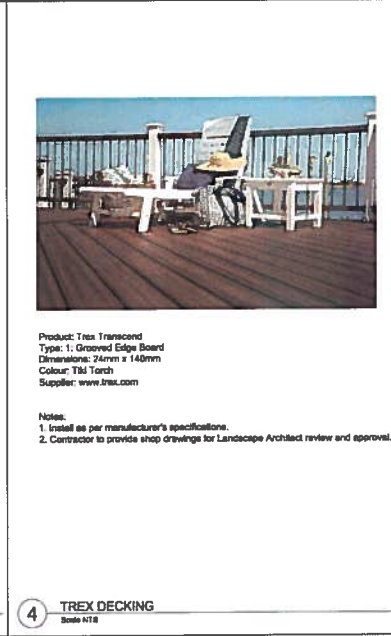 Product: Trex Transcend
Type: 1. Grooved Edge Board
Dimensions: 24mm x 140mm
Colour: Tiki Torch
Supplier: www.trex.com
Notes:
1. Install as per manufacturer's specifications.
2. Contractor to provide shop drawings for Landscape Architect review and approval.
4
TREX DECKING
Scale NTS